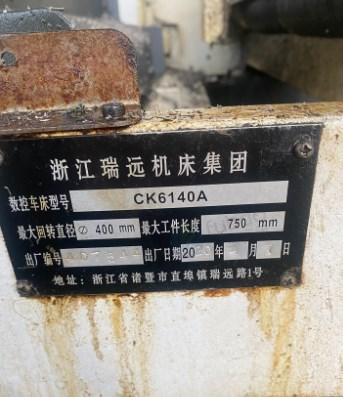 浙江瑞远机床集团
数控车床型号 CK6140A
最大回转直径 Ø 400 mm 最大工件长度 750 mm
出厂编号 出厂日期 20 年 月 日
地址：浙江省诸暨市直埠镇瑞远路1号